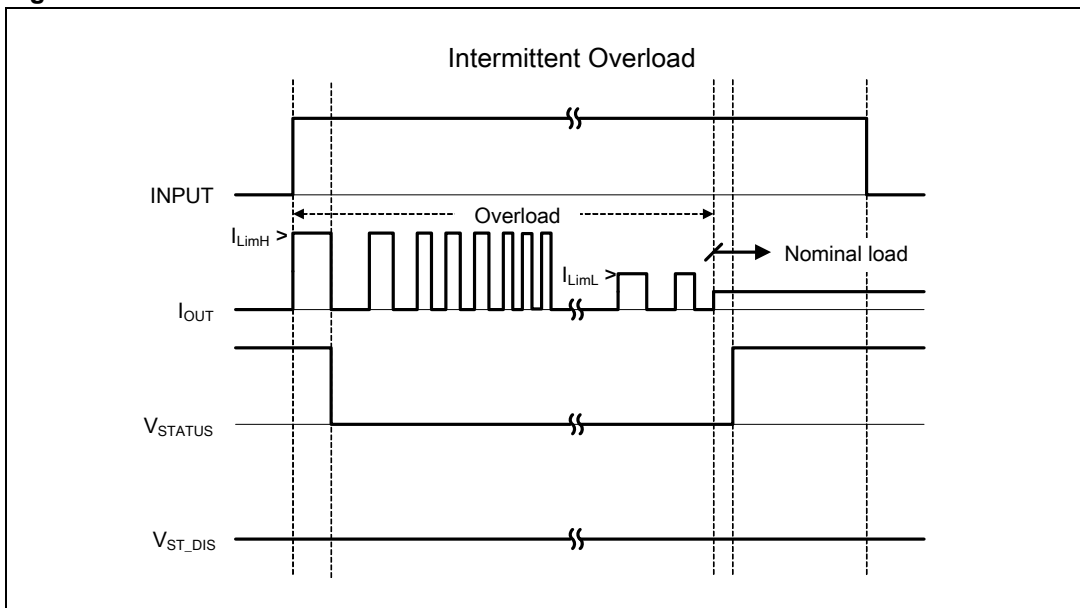 Intermittent Overload
INPUT
Overload
I_LimH >
Nominal load
I_LimL >
I_OUT
V_STATUS
V_ST_DIS